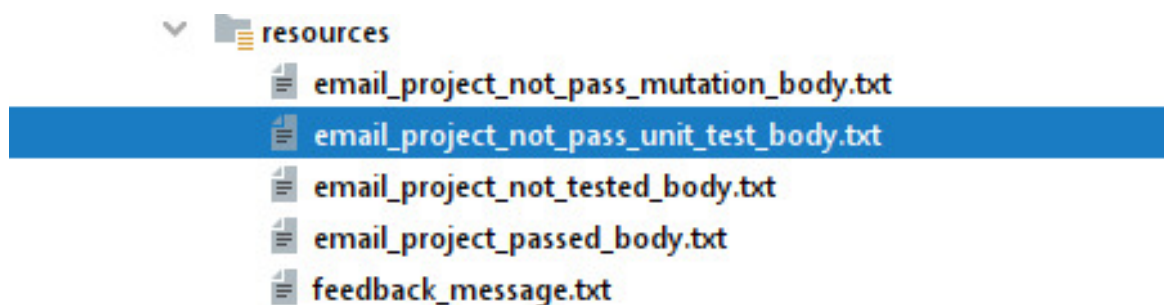 resources
email_project_not_pass_mutation_body.txt
email_project_not_pass_unit_test_body.txt
email_project_not_tested_body.txt
email_project_passed_body.txt
feedback_message.txt